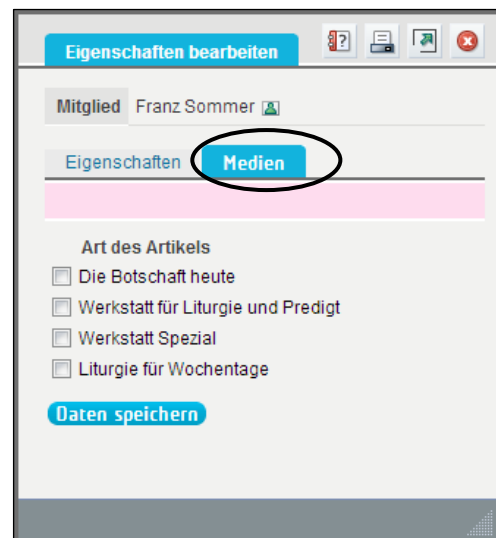 Eigenschaften bearbeiten
Mitglied Franz Sommer
Eigenschaften Medien
Art des Artikels
Die Botschaft heute
Werkstatt für Liturgie und Predigt
Werkstatt Spezial
Liturgie für Wochentage
Daten speichern